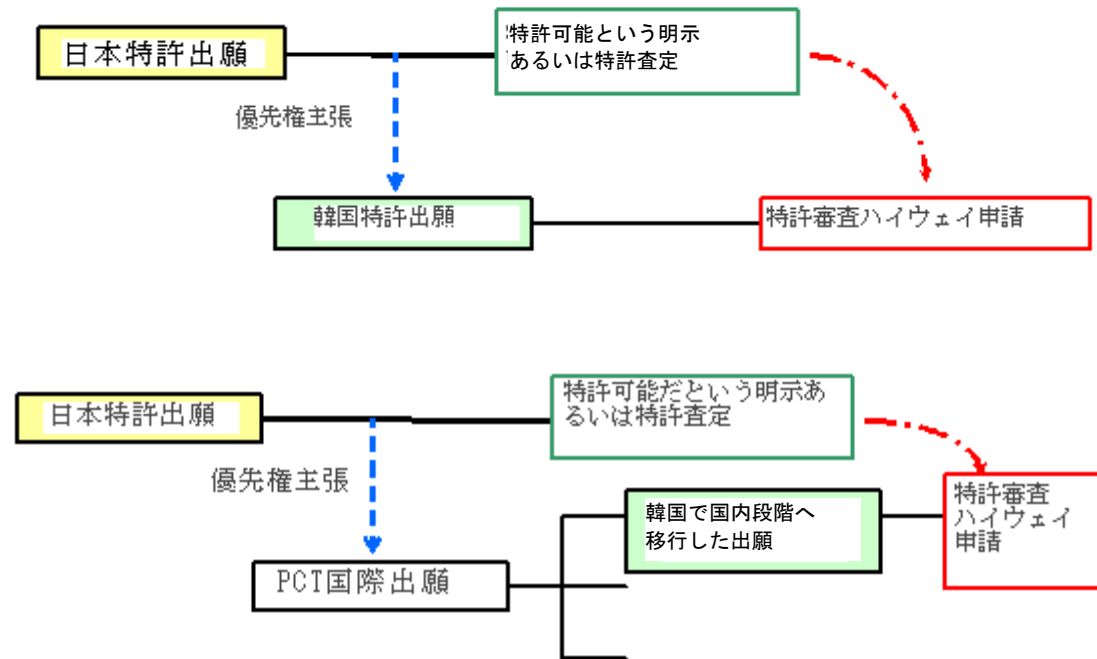 日本特許出願
特許可能という明示
あるいは特許査定
優先権主張
韓国特許出願
特許審査ハイウェイ申請
日本特許出願
特許可能だという明示あ
るいは特許査定
優先権主張
韓国で国内段階へ
移行した出願
特許審査
ハイウェイ
申請
PCT国際出願